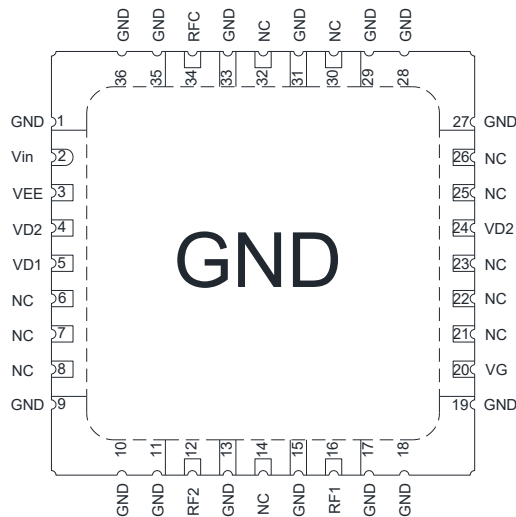 GND GND RFC GND NC GND NC GND GND
36 35 34 33 32 31 30 29 28
GND 1
Vin 2
VEE 3
VD2 4
VD1 5
NC 6
NC 7
NC 8
GND 9
GND
27 GND
26 NC
25 NC
24 VD2
23 NC
22 NC
21 NC
20 VG
19 GND
10 11 12 13 14 15 16 17 18
GND GND RF2 GND NC GND RF1 GND GND